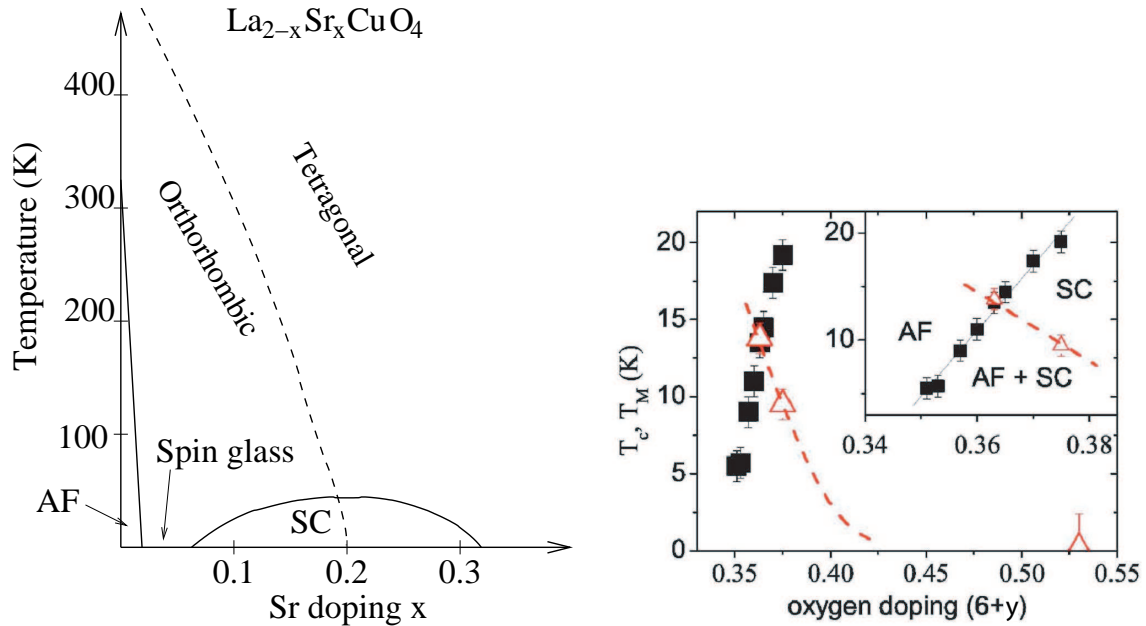 La₂₋ₓSrₓCuO₄
Temperature (K)
400
300
200
100
Orthorhombic
Tetragonal
Spin glass
AF
SC
0.1
0.2
0.3
Sr doping x
T_c, T_M (K)
20
15
10
5
0
0.35
0.40
0.45
0.50
0.55
oxygen doping (6+y)
20
10
SC
AF
AF + SC
0.34
0.36
0.38